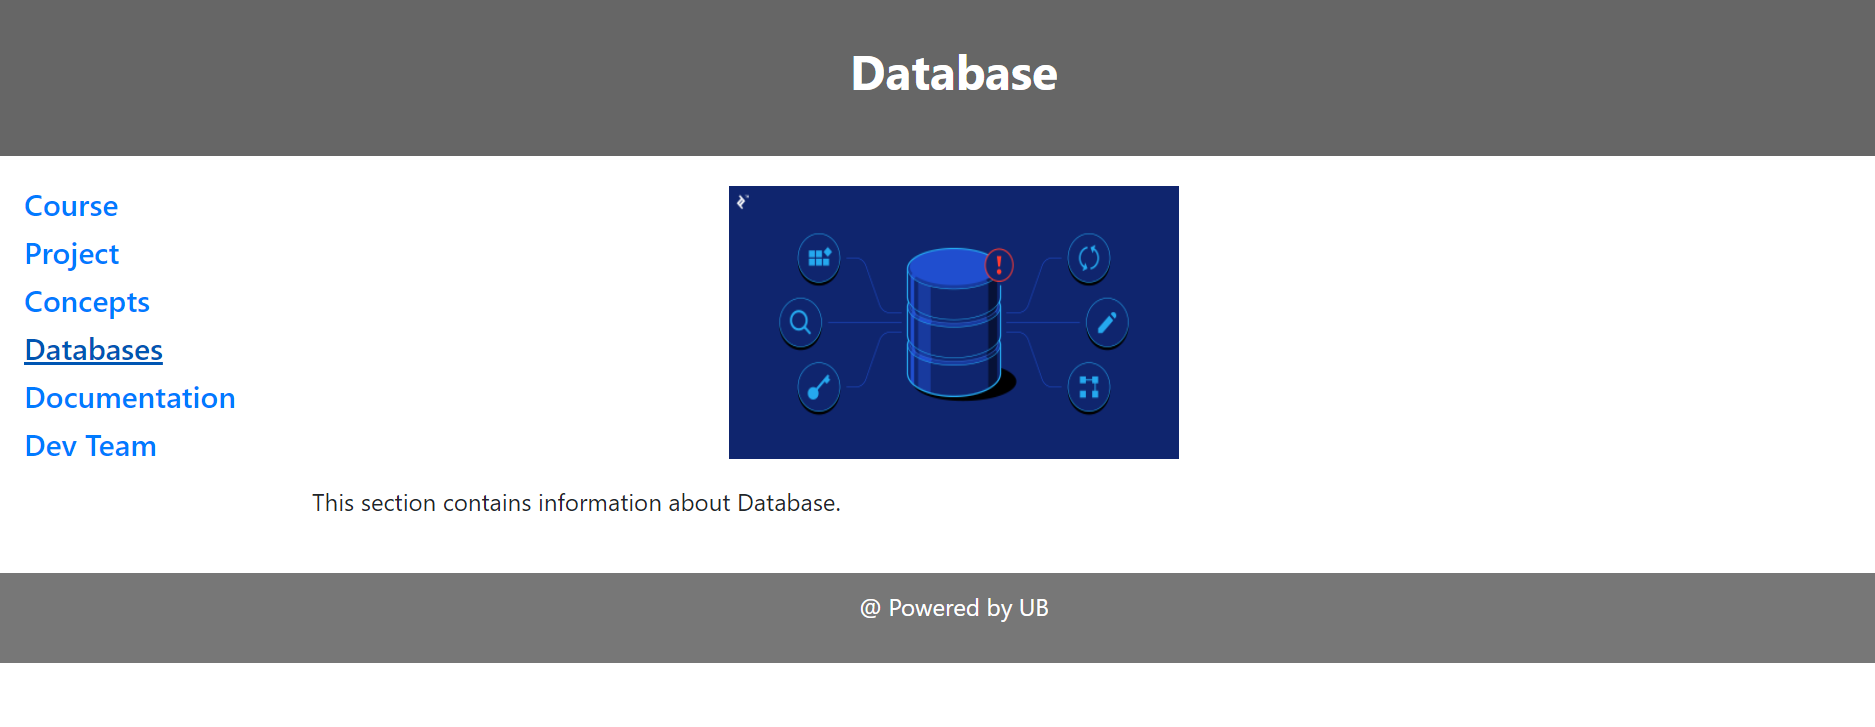 Database
Course
Project
Concepts
Databases
Documentation
Dev Team
!
This section contains information about Database.
@ Powered by UB